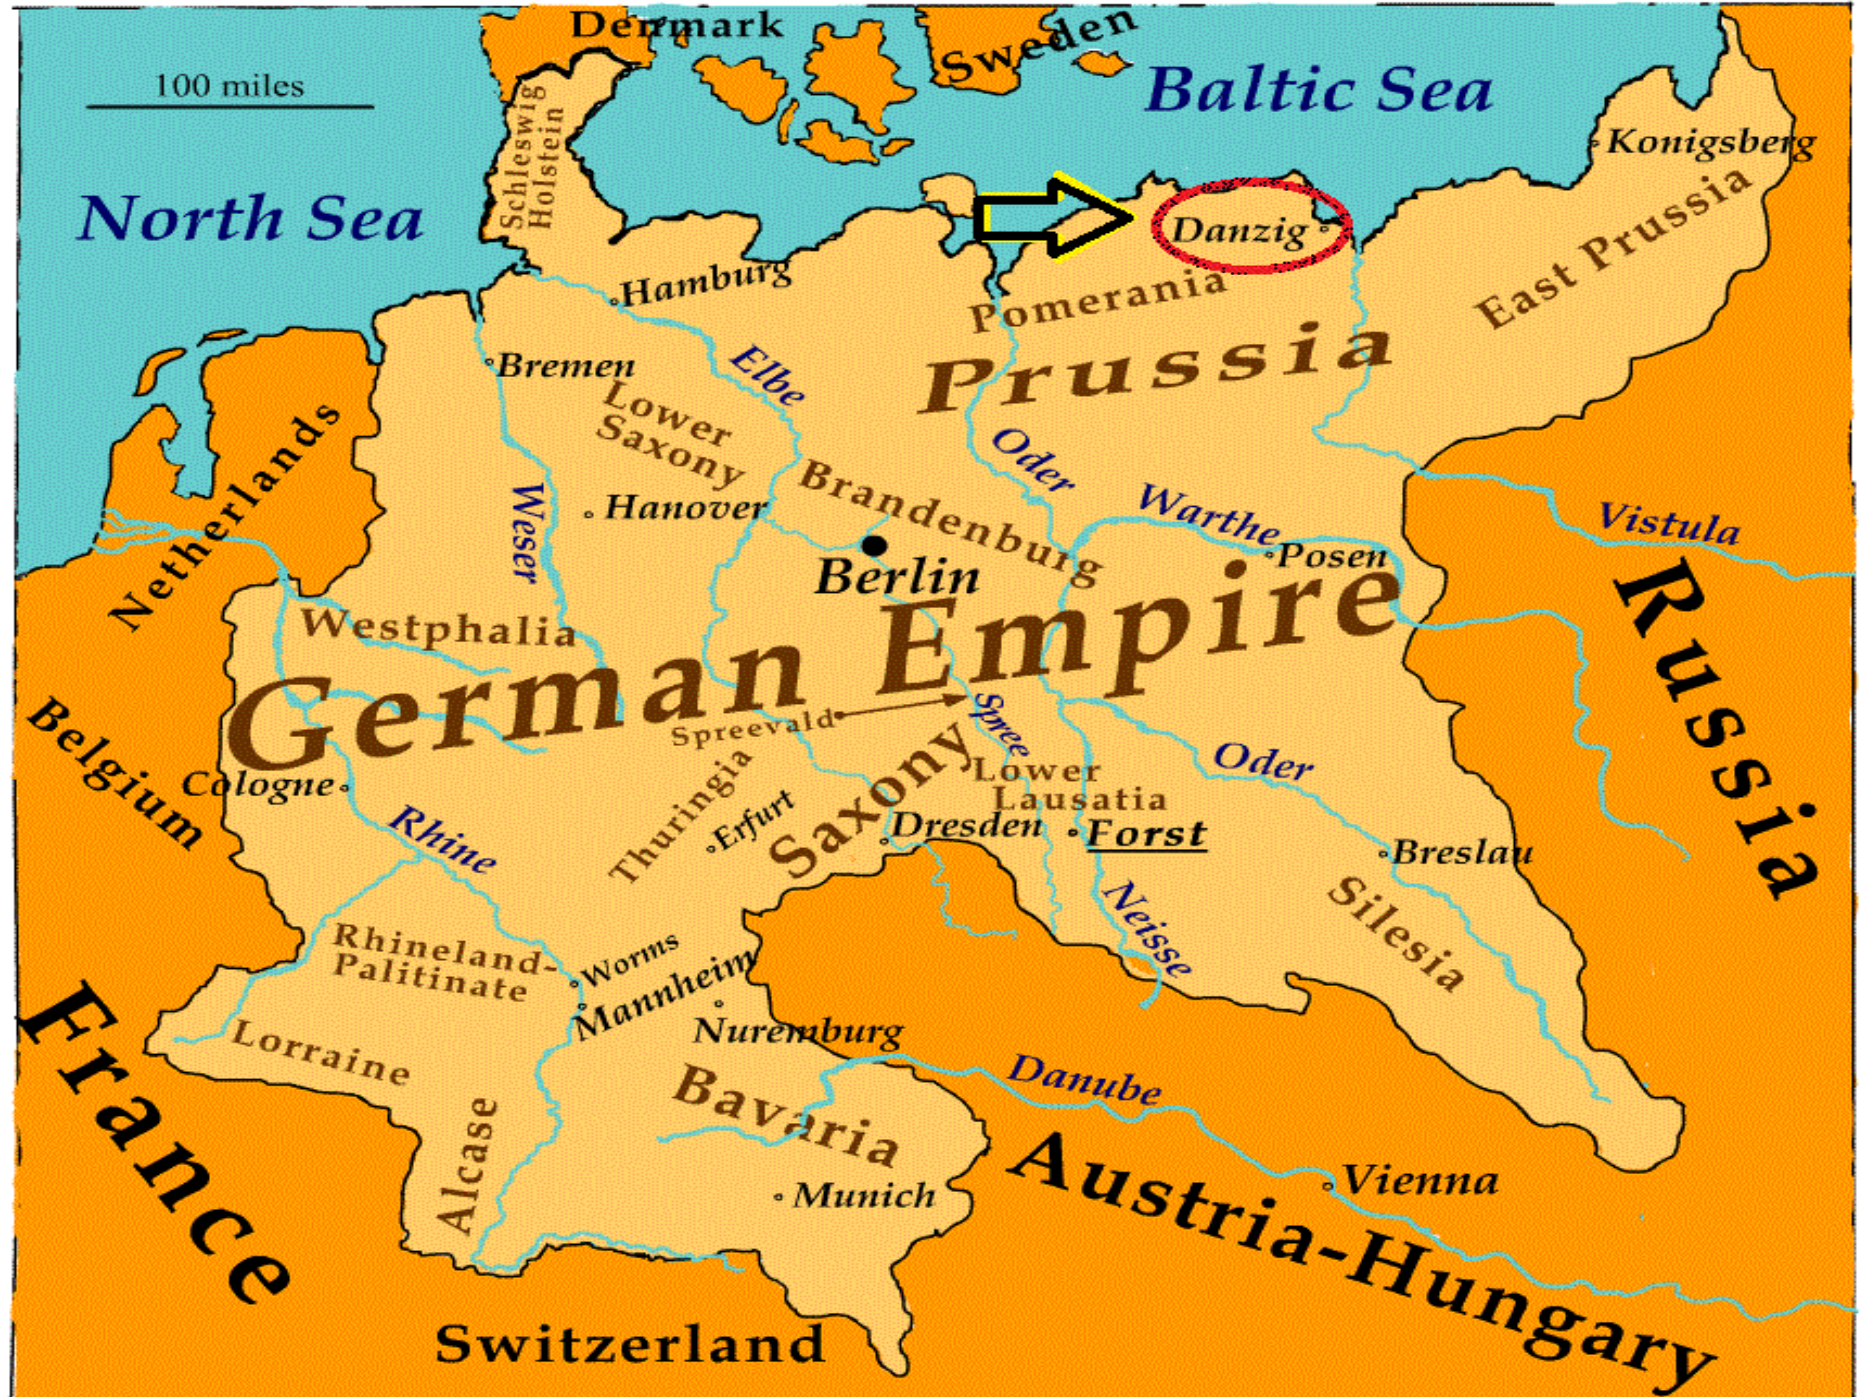 Denmark
Sweden
100 miles
Baltic Sea
Schleswig
Holstein
Konigsberg
North Sea
Danzig
East Prussia
Hamburg
Pomerania
Prussia
Bremen
Elbe
Lower
Saxony
Netherlands
Oder
Brandenburg
Weser
Hanover
Warthe
Vistula
Posen
Berlin
Russia
Westphalia
German Empire
Belgium
Spreevald
Spree
Cologne
Thuringia
Saxony
Lower
Lausatia
Oder
Rhine
Erfurt
Dresden
Forst
Breslau
Neisse
Silesia
Rhineland-
Palitinate
Worms
Mannheim
France
Lorraine
Nuremburg
Danube
Bavaria
Alcase
Munich
Vienna
Austria-Hungary
Switzerland